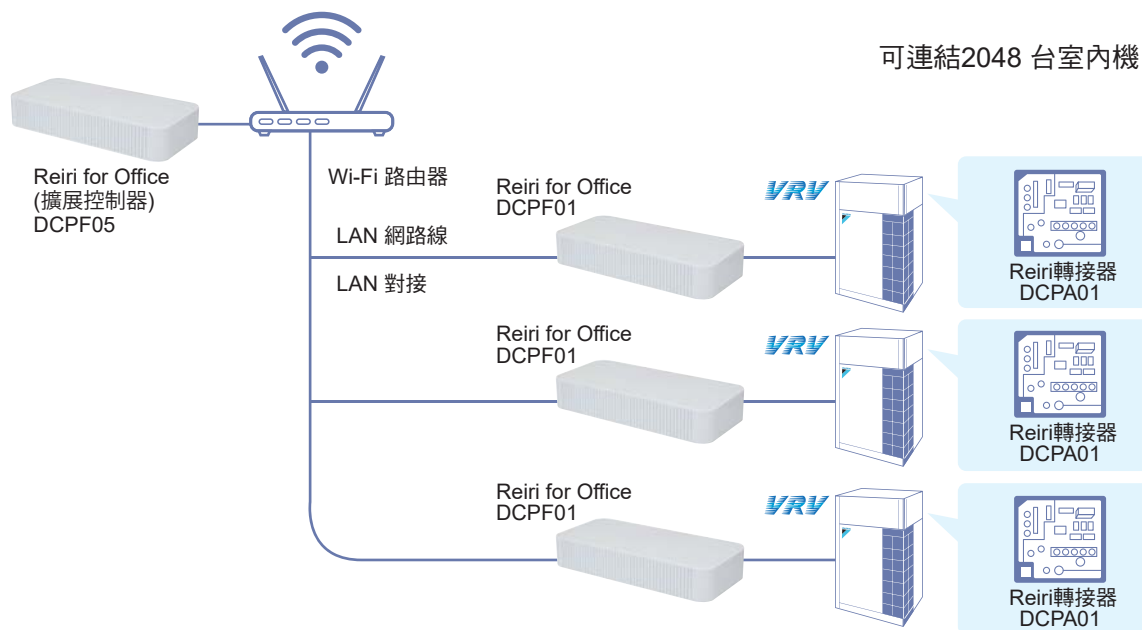 可連結2048 台室內機
Reiri for Office
(擴展控制器)
DCPF05
Wi-Fi 路由器
LAN 網路線
LAN 對接
Reiri for Office
DCPF01
VRV
Reiri轉接器
DCPA01
Reiri for Office
DCPF01
VRV
Reiri轉接器
DCPA01
Reiri for Office
DCPF01
VRV
Reiri轉接器
DCPA01